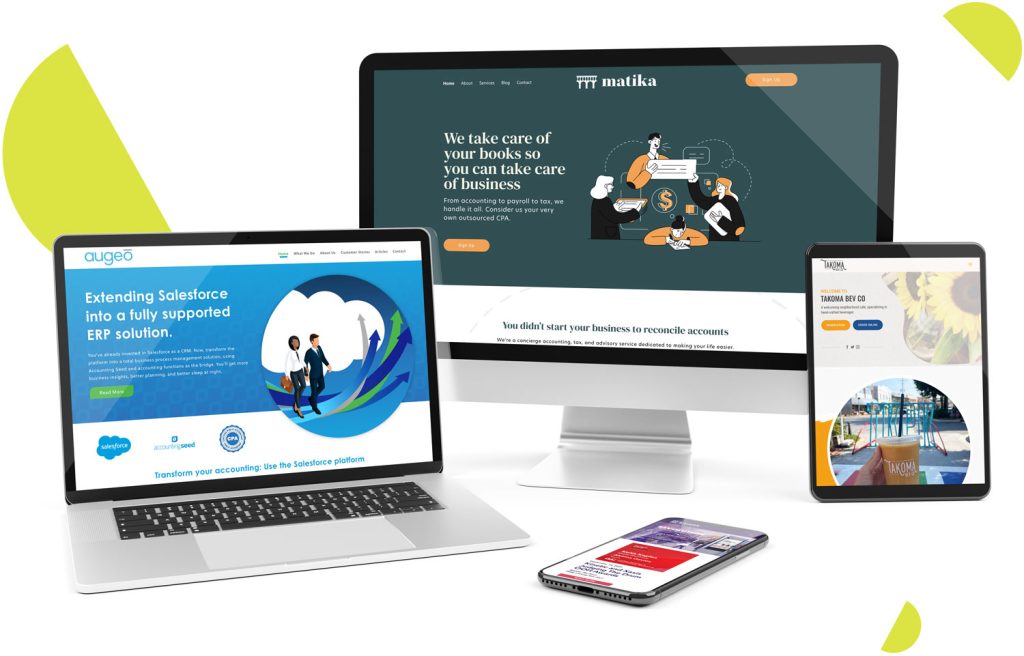 Home About Services Blog Contact
matika
Sign Up
We take care of
your books so
you can take care
of business
From accounting to payroll to tax, we
handle it all. Consider us your very
own outsourced CPA.
Sign Up
You didn't start your business to reconcile accounts
We're a concierge accounting, tax, and advisory service dedicated to making your life easier.
augeo
Home What We Do About Us Customer Stories Articles Contact
Extending Salesforce
into a fully supported
ERP solution.
You've already invested in Salesforce as a CRM. Now, transform the
platform into a total business process management solution, using
Accounting Seed and accounting functions as the bridge. You'll get more
business insights, better planning, and better sleep at night.
Read More
salesforce
accountingseed
CPA
Transform your accounting: Use the Salesforce platform
TAKOMA
WELCOME TO
TAKOMA BEV CO
A welcoming neighborhood café, specializing in
hand-crafted beverages.
ORDER ONLINE
TAKOMA
BEV CO